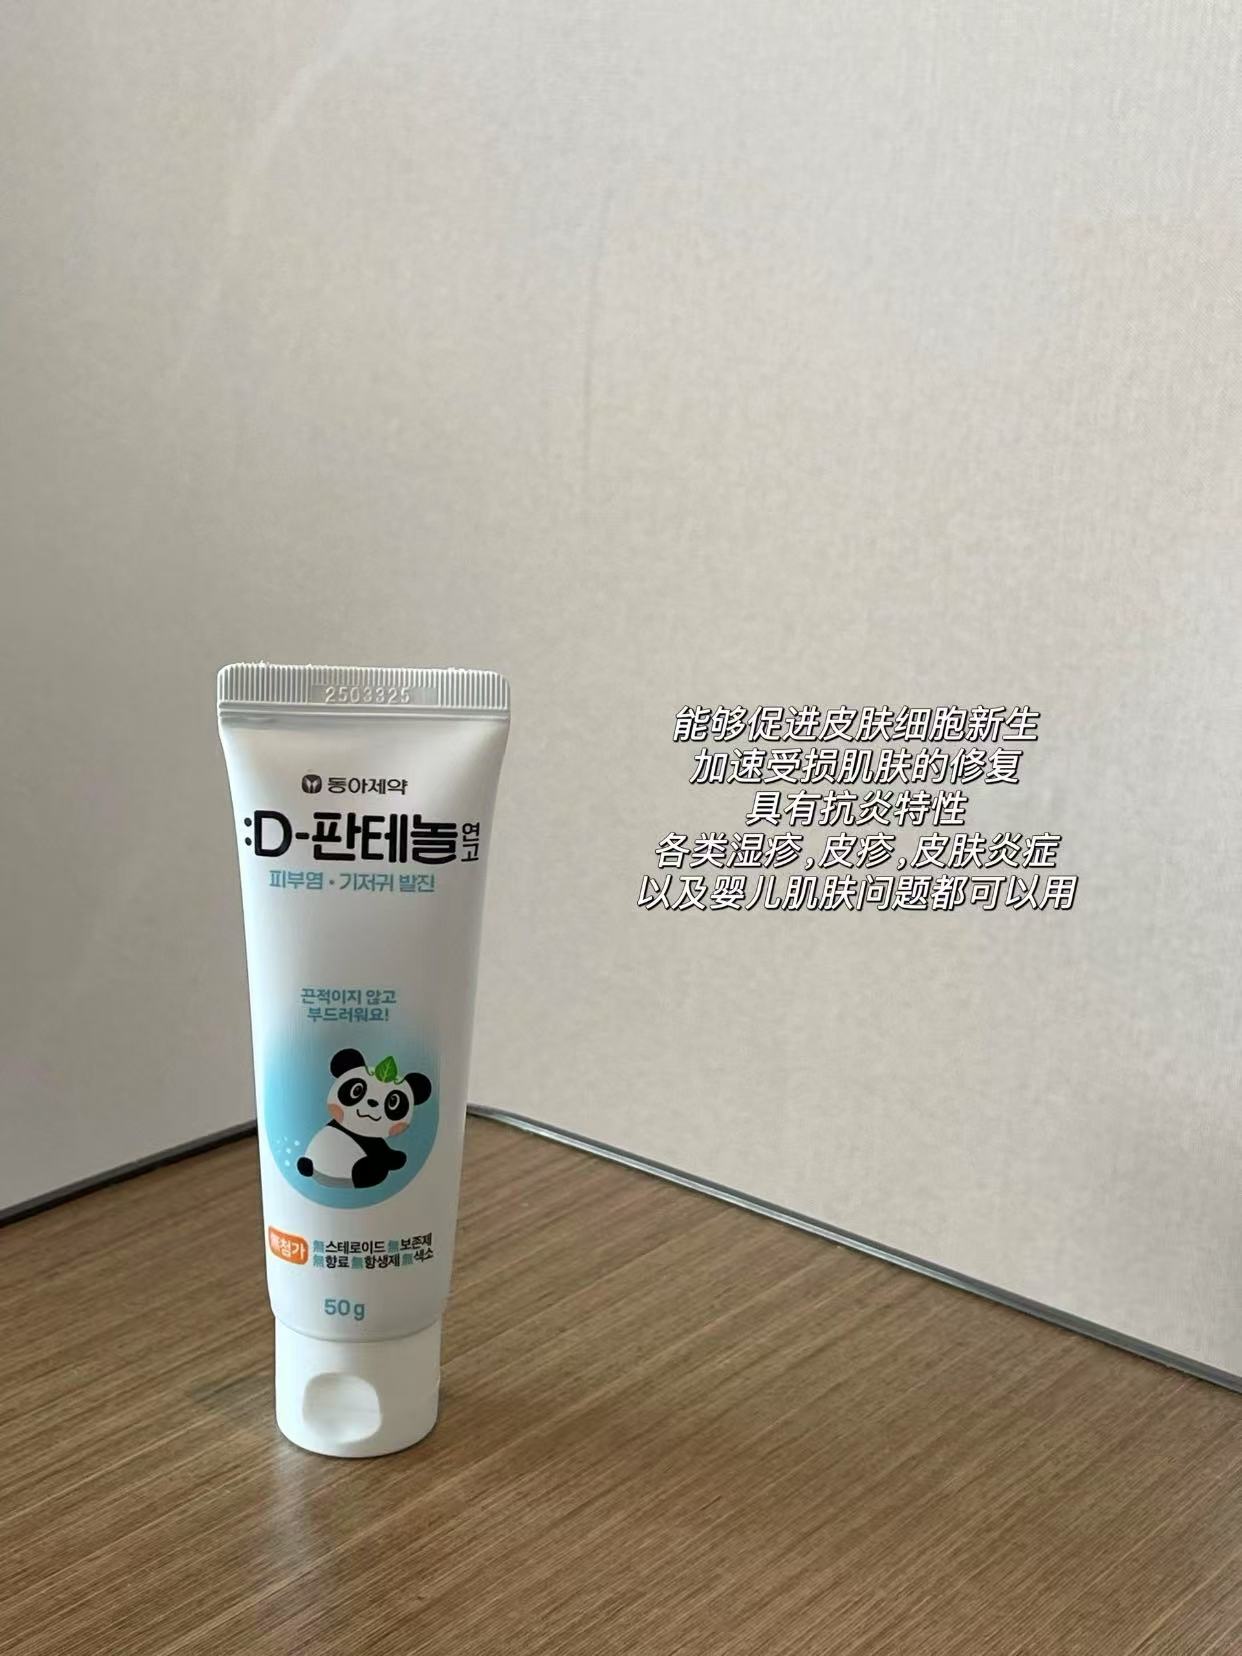 2503325
동아제약
:D-판테놀 연고
피부염·기저귀 발진
끈적이지 않고
부드러워요!
無첨가
無스테로이드 無보존제
無향료 無항생제 無색소
50g
能够促进皮肤细胞新生
加速受损肌肤的修复
具有抗炎特性
各类湿疹,皮疹,皮肤炎症
以及婴儿肌肤问题都可以用